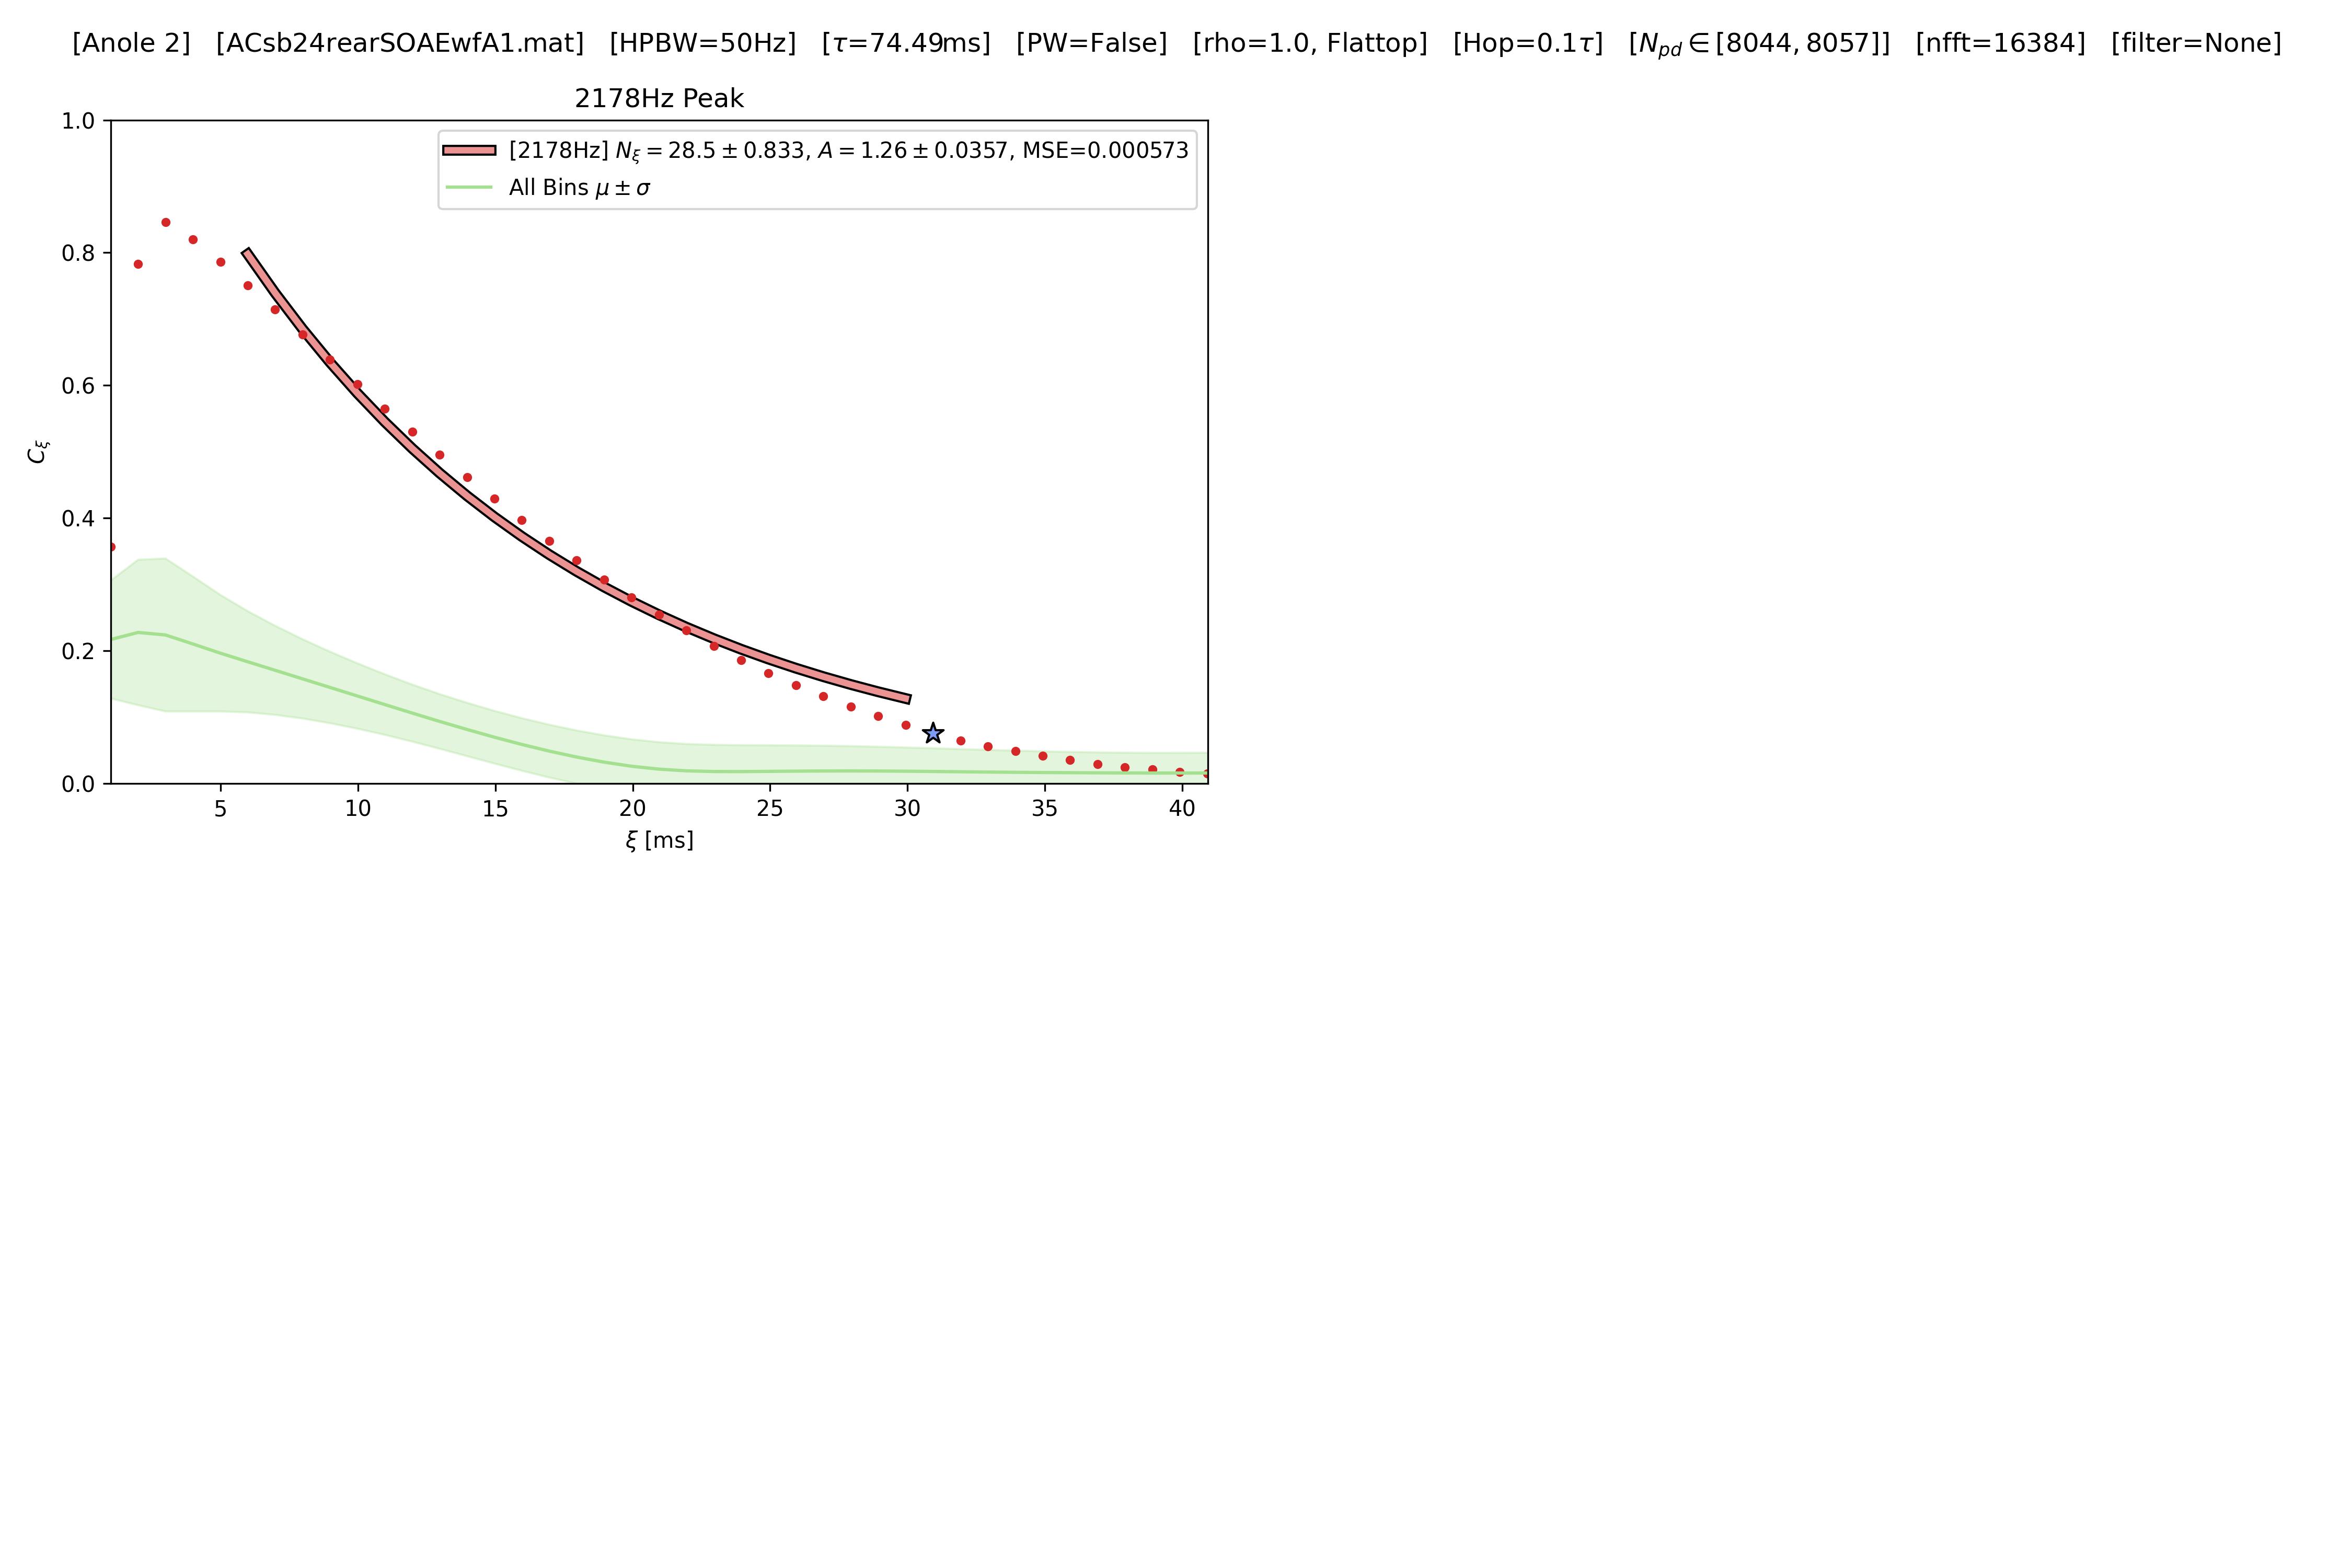 [Anole 2] [ACsb24rearSOAEwfA1.mat] [HPBW=50Hz] [τ=74.49ms] [PW=False] [rho=1.0, Flattop] [Hop=0.1τ] [N_pd ∈ [8044, 8057]] [nfft=16384] [filter=None]
2178Hz Peak
[2178Hz] N_ξ = 28.5 ± 0.833, A = 1.26 ± 0.0357, MSE=0.000573
All Bins μ ± σ
1.0
0.8
0.6
0.4
0.2
0.0
C_ξ
5 10 15 20 25 30 35 40
ξ [ms]